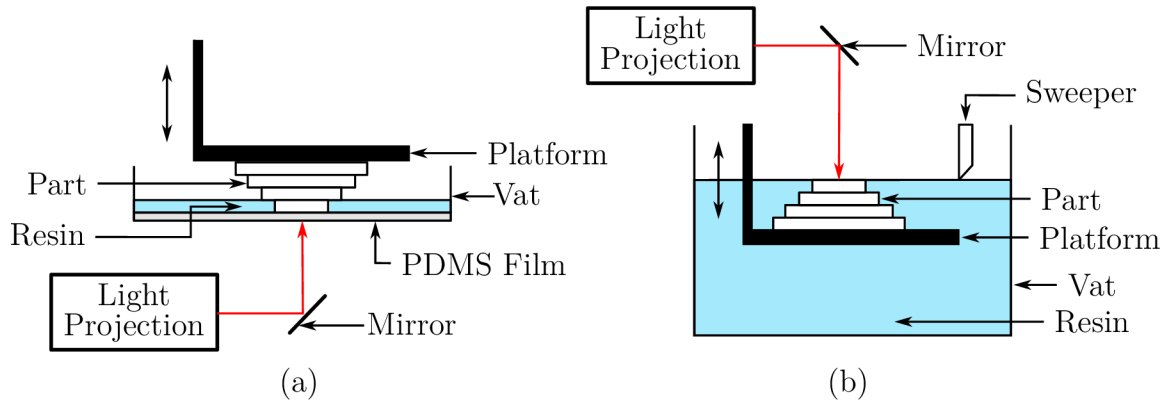 Platform
Part
Vat
Resin
PDMS Film
Light
Projection
Mirror
(a)
Light
Projection
Mirror
Sweeper
Part
Platform
Vat
Resin
(b)